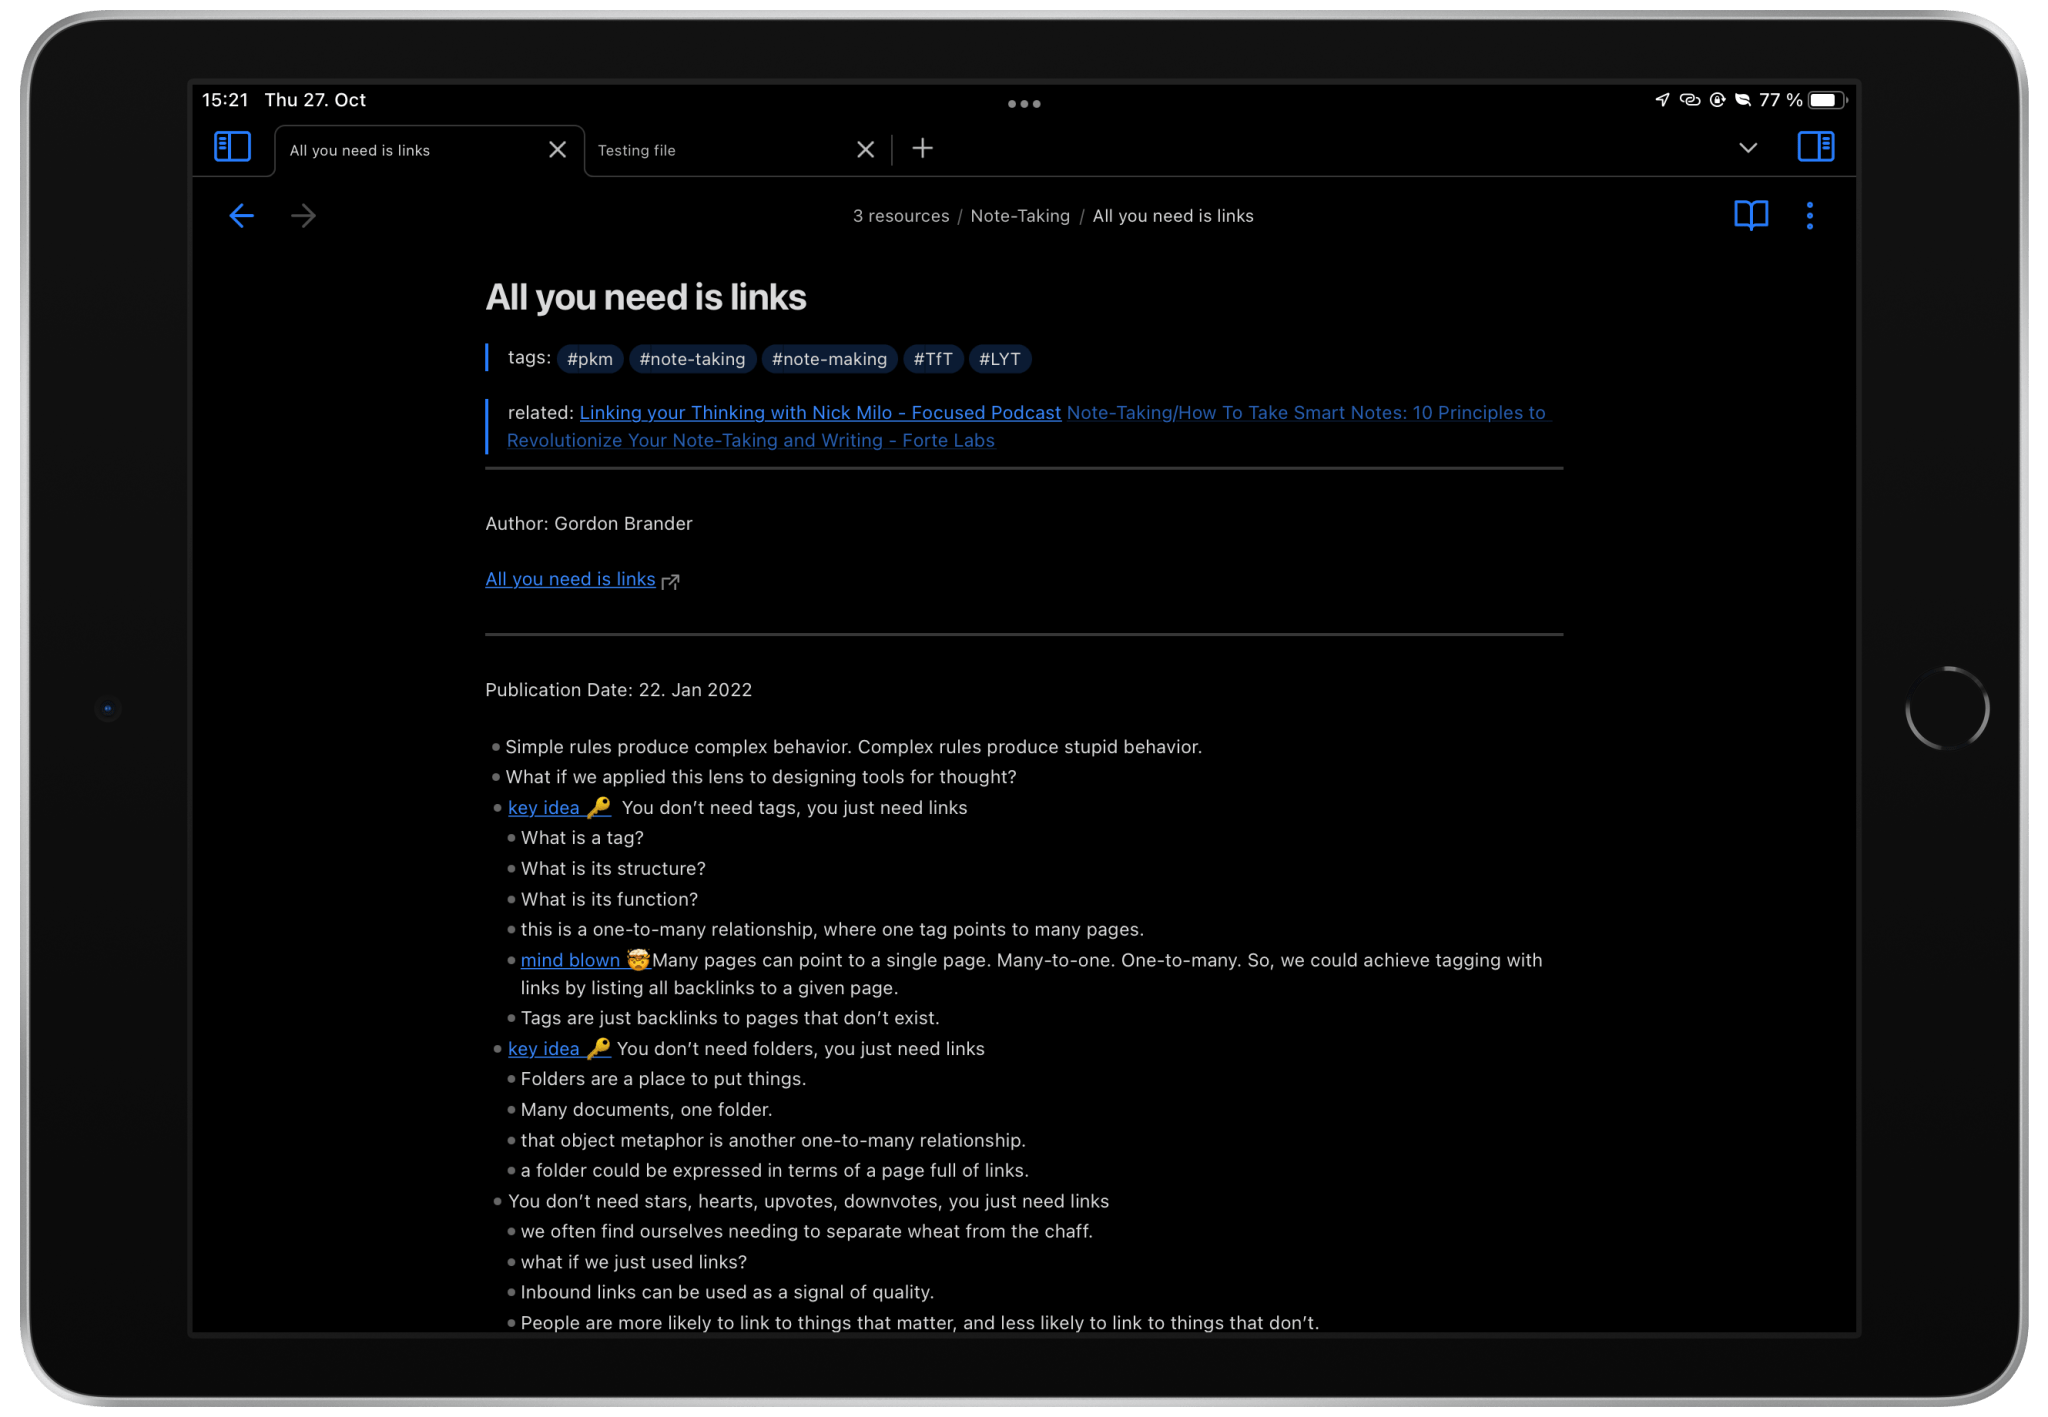 15:21 Thu 27. Oct
77 %
All you need is links
Testing file
3 resources / Note-Taking / All you need is links
All you need is links
tags: #pkm #note-taking #note-making #TfT #LYT
related: Linking your Thinking with Nick Milo - Focused Podcast Note-Taking/How To Take Smart Notes: 10 Principles to
Revolutionize Your Note-Taking and Writing - Forte Labs
Author: Gordon Brander
All you need is links
Publication Date: 22. Jan 2022
• Simple rules produce complex behavior. Complex rules produce stupid behavior.
• What if we applied this lens to designing tools for thought?
• key idea 🔑 You don’t need tags, you just need links
• What is a tag?
• What is its structure?
• What is its function?
• this is a one-to-many relationship, where one tag points to many pages.
• mind blown 🤯Many pages can point to a single page. Many-to-one. One-to-many. So, we could achieve tagging with
links by listing all backlinks to a given page.
• Tags are just backlinks to pages that don’t exist.
• key idea 🔑 You don’t need folders, you just need links
• Folders are a place to put things.
• Many documents, one folder.
• that object metaphor is another one-to-many relationship.
• a folder could be expressed in terms of a page full of links.
• You don’t need stars, hearts, upvotes, downvotes, you just need links
• we often find ourselves needing to separate wheat from the chaff.
• what if we just used links?
• Inbound links can be used as a signal of quality.
• People are more likely to link to things that matter, and less likely to link to things that don’t.